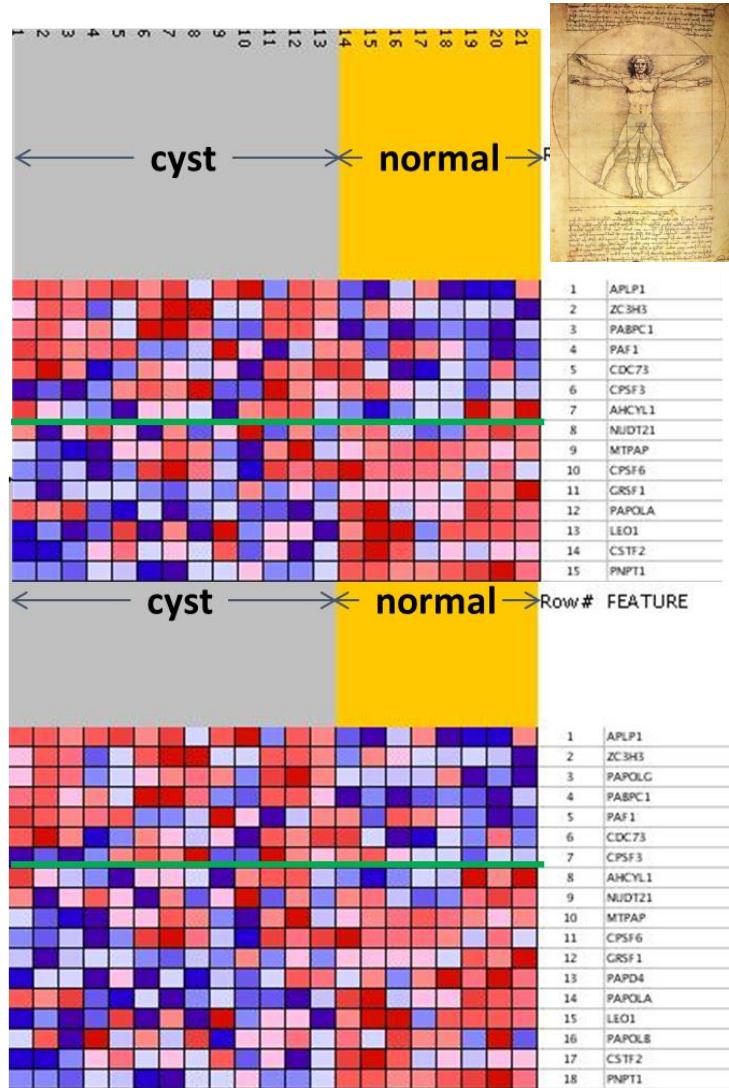 1 2 3 4 5 6 7 8 9 10 11 12 13 14 15 16 17 18 19 20 21
cyst normal
1 APLP1
2 ZC3H3
3 PABPC1
4 PAF1
5 CDC73
6 CPSF3
7 AHCYL1
8 NUDT21
9 MTPAP
10 CPSF6
11 GRSF1
12 PAPOLA
13 LEO1
14 CSTF2
15 PNPT1
cyst normal Row # FEATURE
1 APLP1
2 ZC3H3
3 PAPOLG
4 PABPC1
5 PAF1
6 CDC73
7 CPSF3
8 AHCYL1
9 NUDT21
10 MTPAP
11 CPSF6
12 GRSF1
13 PAPD4
14 PAPOLA
15 LEO1
16 PAPOLB
17 CSTF2
18 PNPT1